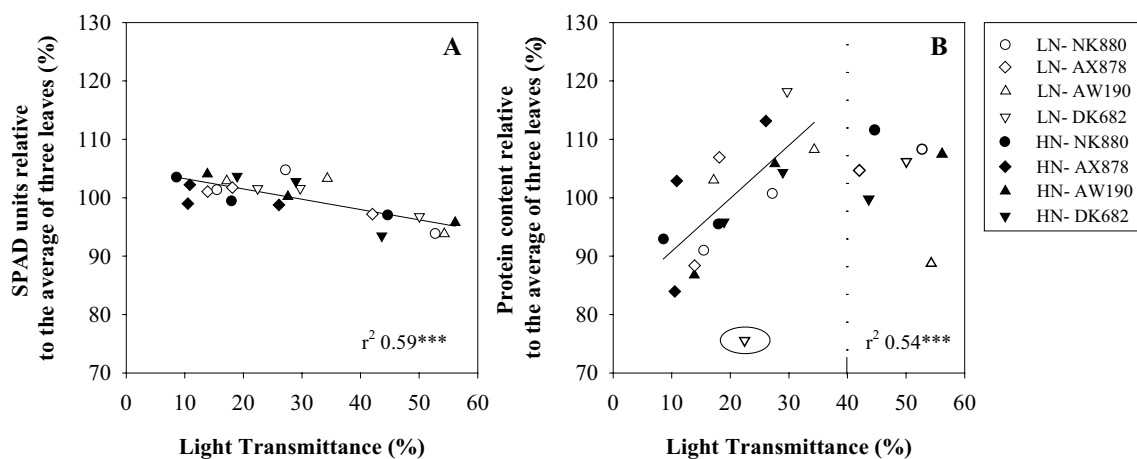 A
SPAD units relative
to the average of three leaves (%)
130
120
110
100
90
80
70
r² 0.59***
0 10 20 30 40 50 60
Light Transmittance (%)
B
Protein content relative
to the average of three leaves (%)
130
120
110
100
90
80
70
r² 0.54***
0 10 20 30 40 50 60
Light Transmittance (%)
LN- NK880
LN- AX878
LN- AW190
LN- DK682
HN- NK880
HN- AX878
HN- AW190
HN- DK682